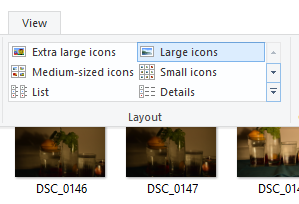 View
Extra large icons
Large icons
Medium-sized icons
Small icons
List
Details
Layout
DSC_0146
DSC_0147